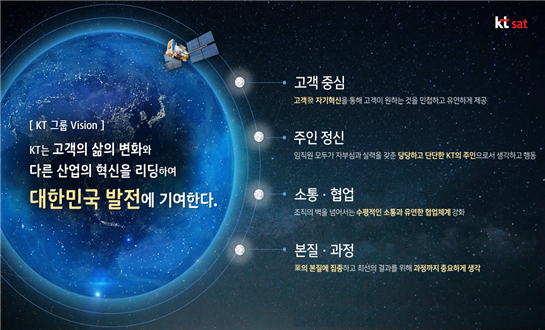 kt sat
[ KT 그룹 Vision ]
KT는 고객의 삶의 변화와
다른 산업의 혁신을 리딩하여
대한민국 발전에 기여한다.
고객 중심
고객發 자기혁신을 통해 고객이 원하는 것을 민첩하고 유연하게 제공
주인 정신
임직원 모두가 자부심과 실력을 갖춘 당당하고 단단한 KT의 주인으로서 생각하고 행동
소통 · 협업
조직의 벽을 넘어서는 수평적인 소통과 유연한 협업체계 강화
본질 · 과정
業의 본질에 집중하고 최선의 결과를 위해 과정까지 중요하게 생각